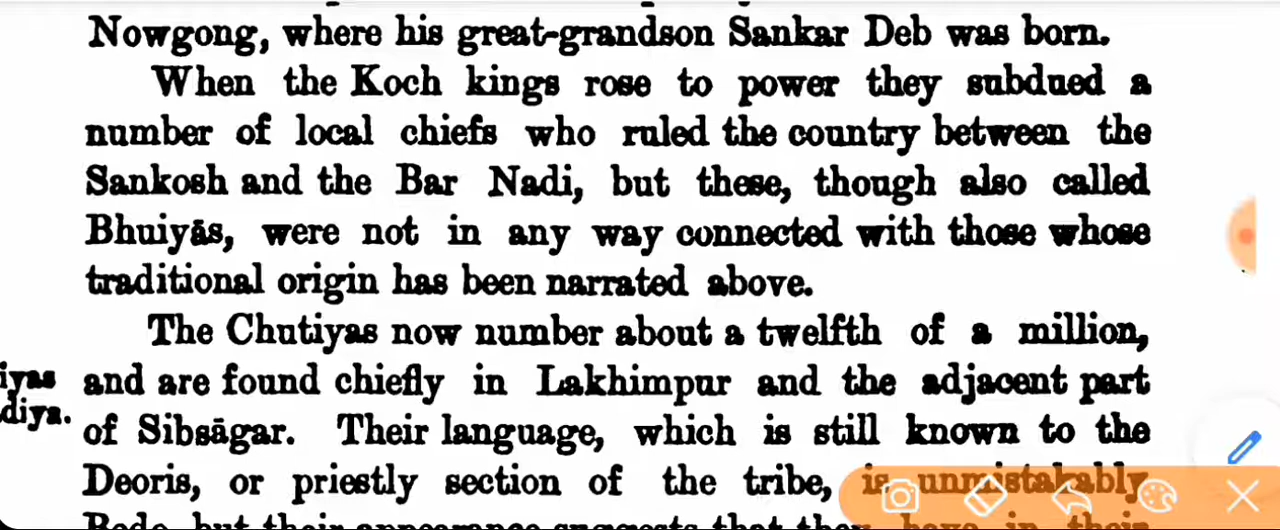 Nowgong, where his great-grandson Sankar Deb was born.
When the Koch kings rose to power they subdued a
number of local chiefs who ruled the country between the
Sankosh and the Bar Nadi, but these, though also called
Bhuiyās, were not in any way connected with those whose
traditional origin has been narrated above.
The Chutiyas now number about a twelfth of a million,
iyas and are found chiefly in Lakhimpur and the adjacent part
diya. of Sibsāgar. Their language, which is still known to the
Deoris, or priestly section of the tribe, is unmistakably